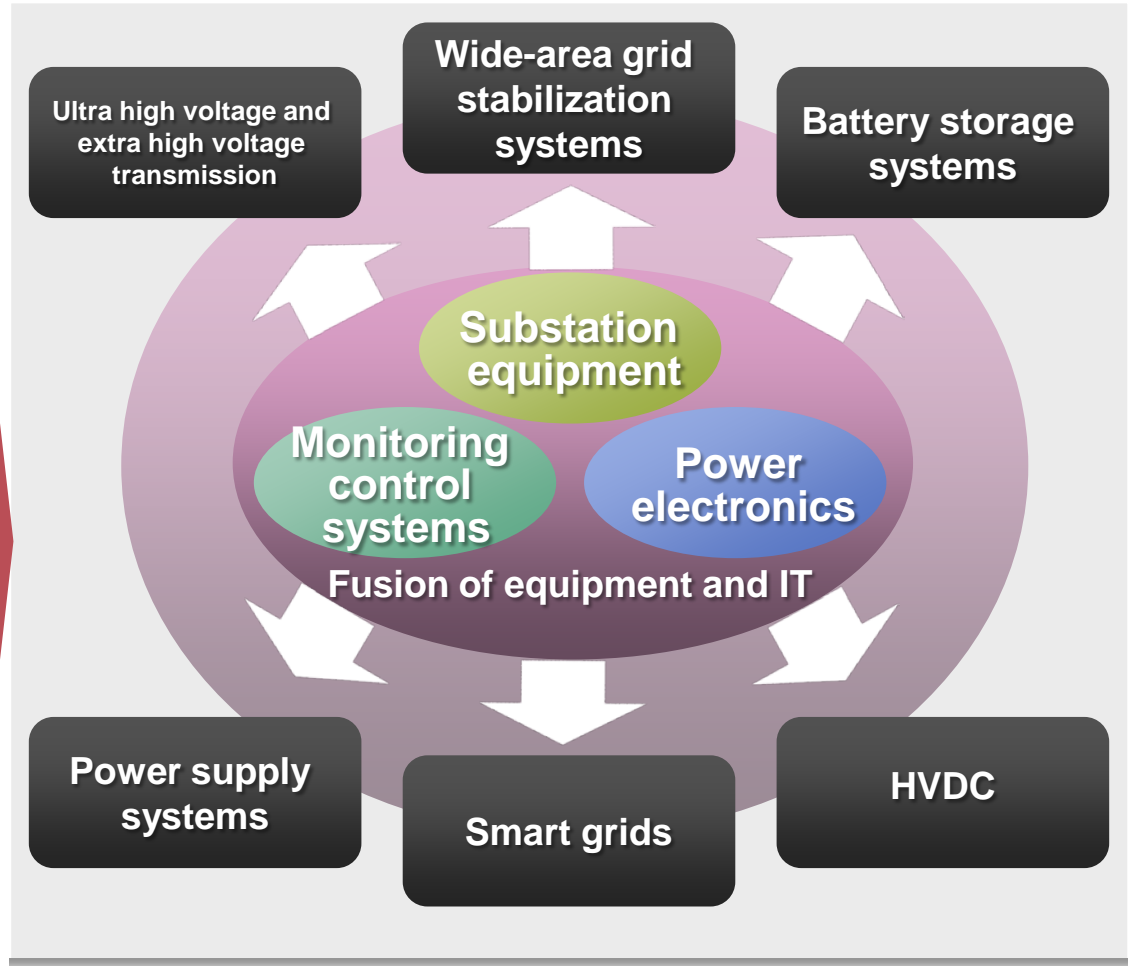 Wide-area grid
stabilization
systems
Ultra high voltage and
extra high voltage
transmission
Battery storage
systems
Substation
equipment
Monitoring
control
systems
Power
electronics
Fusion of equipment and IT
Power supply
systems
Smart grids
HVDC